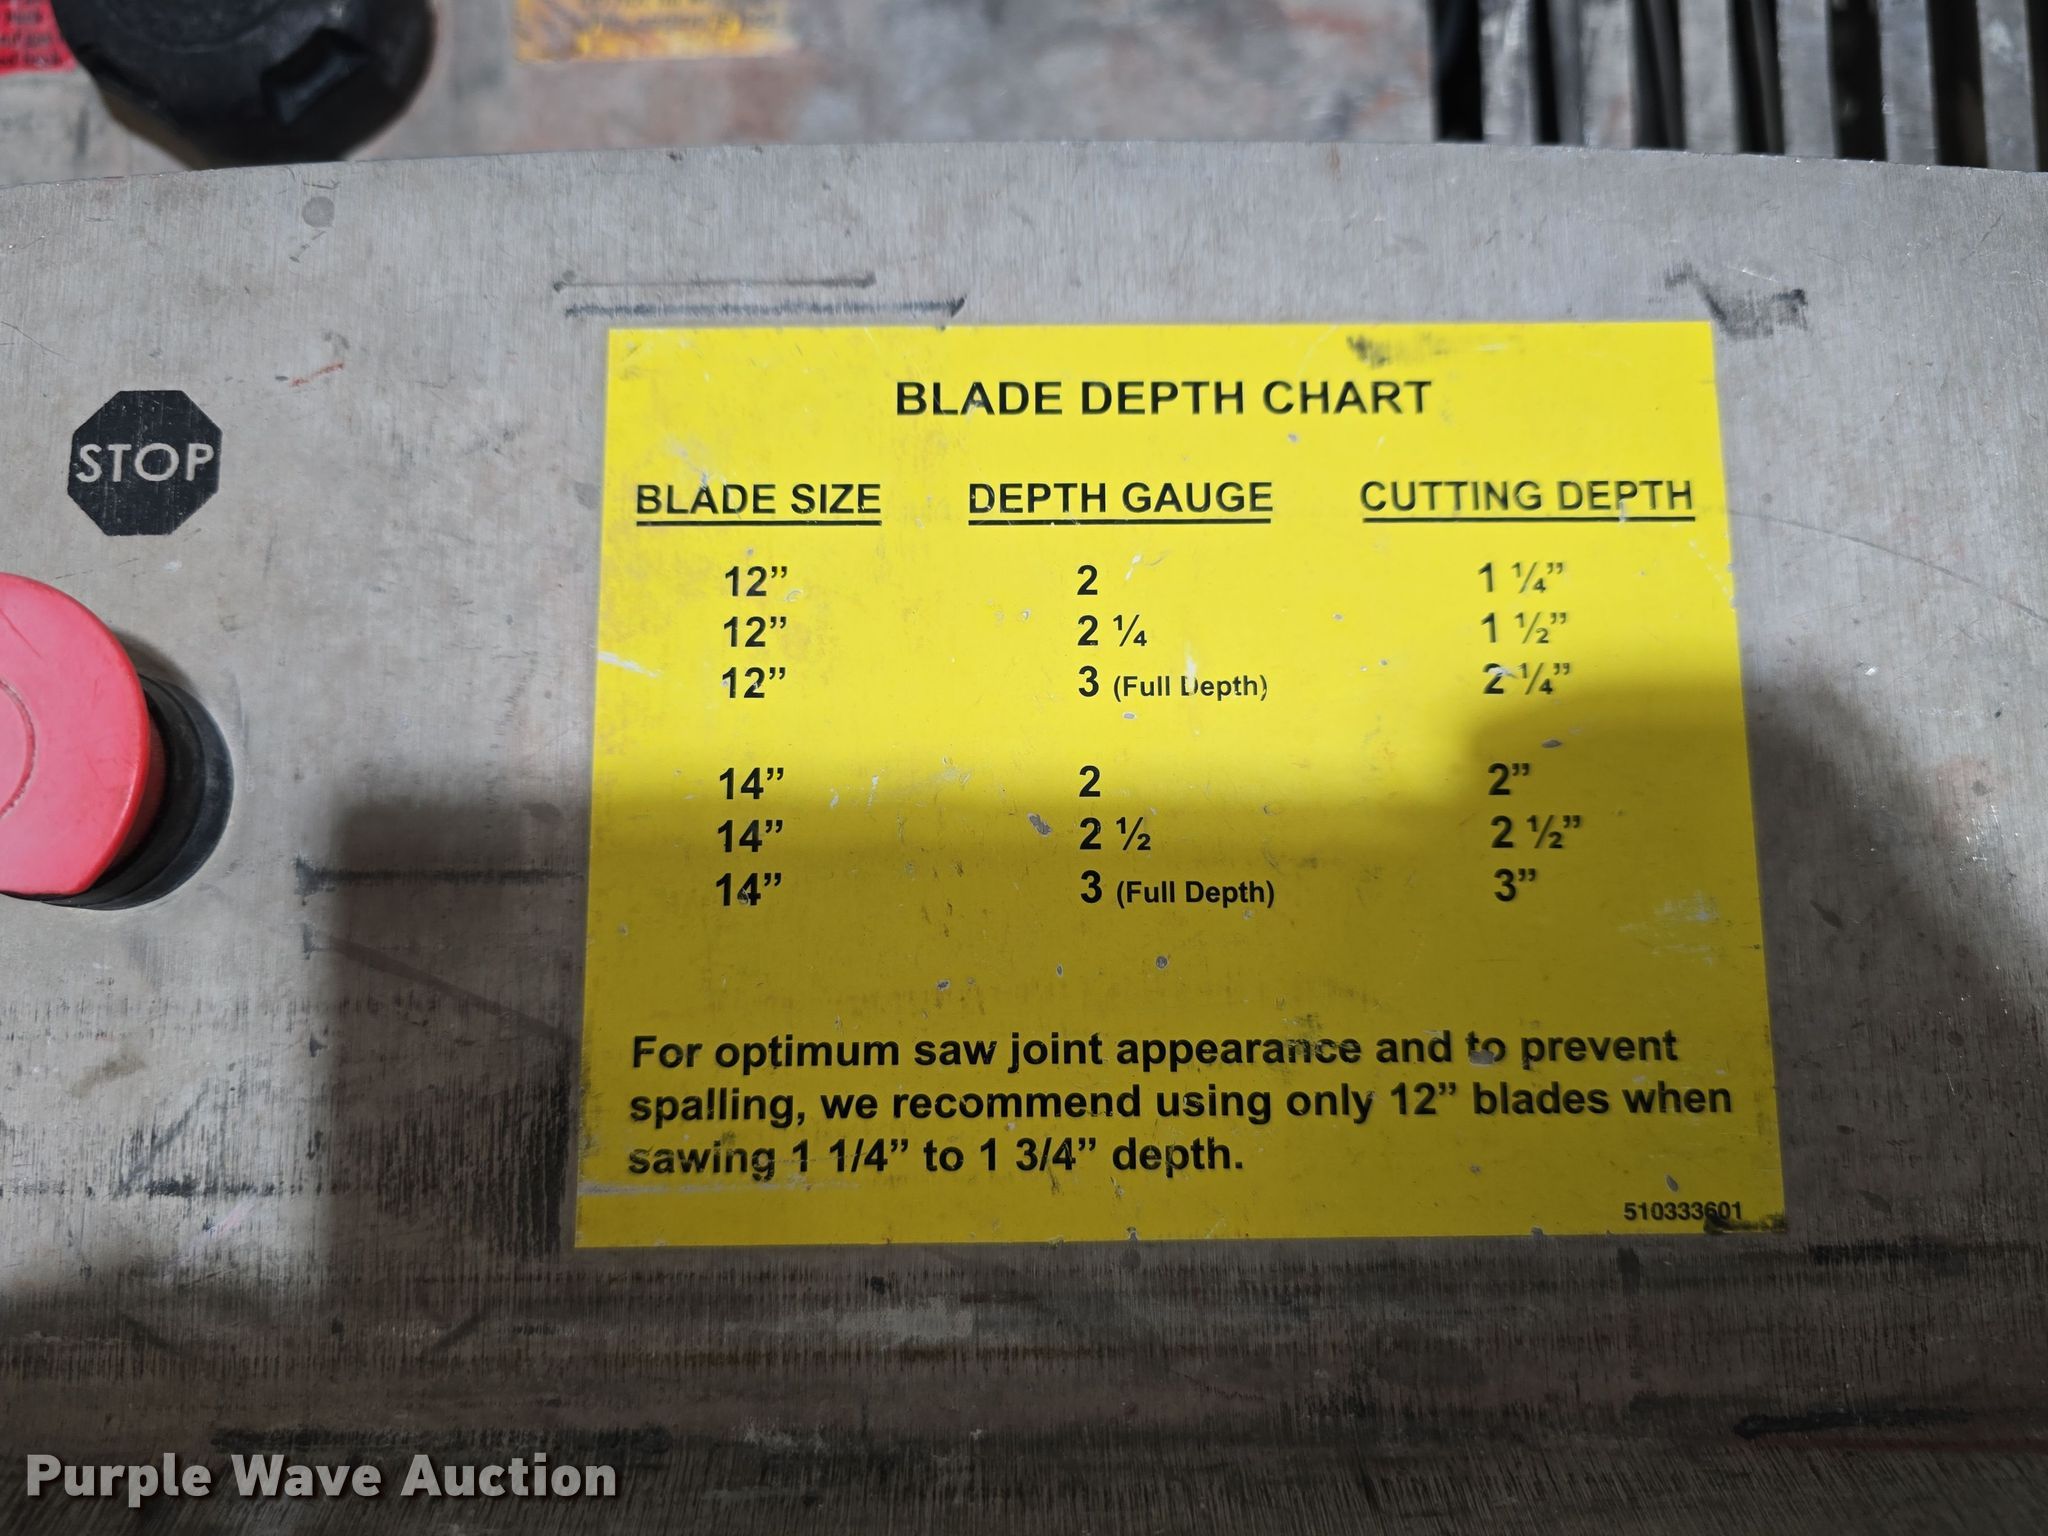 STOP
BLADE DEPTH CHART
BLADE SIZE DEPTH GAUGE CUTTING DEPTH
12” 2 1 ¼”
12” 2 ¼ 1 ½”
12” 3 (Full Depth) 2 ¼”
14” 2 2”
14” 2 ½ 2 ½”
14” 3 (Full Depth) 3”
For optimum saw joint appearance and to prevent
spalling, we recommend using only 12” blades when
sawing 1 1/4” to 1 3/4” depth.
510333601
Purple Wave Auction